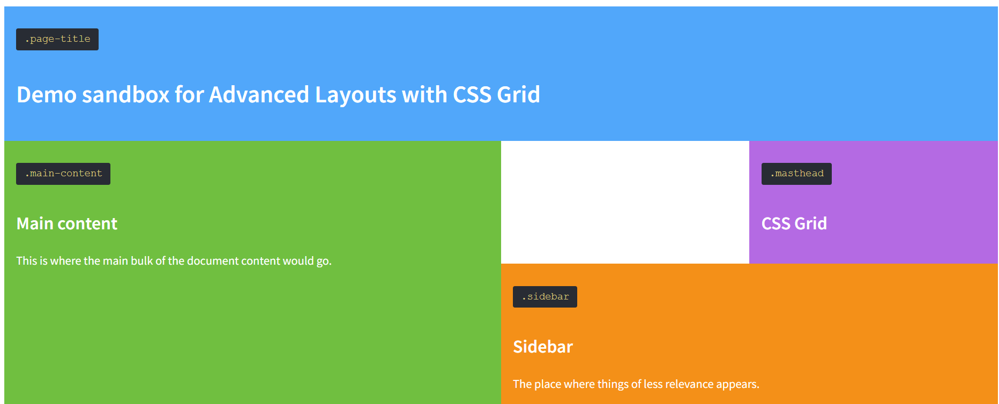 .page-title
Demo sandbox for Advanced Layouts with CSS Grid
.main-content
Main content
This is where the main bulk of the document content would go.
.masthead
CSS Grid
.sidebar
Sidebar
The place where things of less relevance appears.